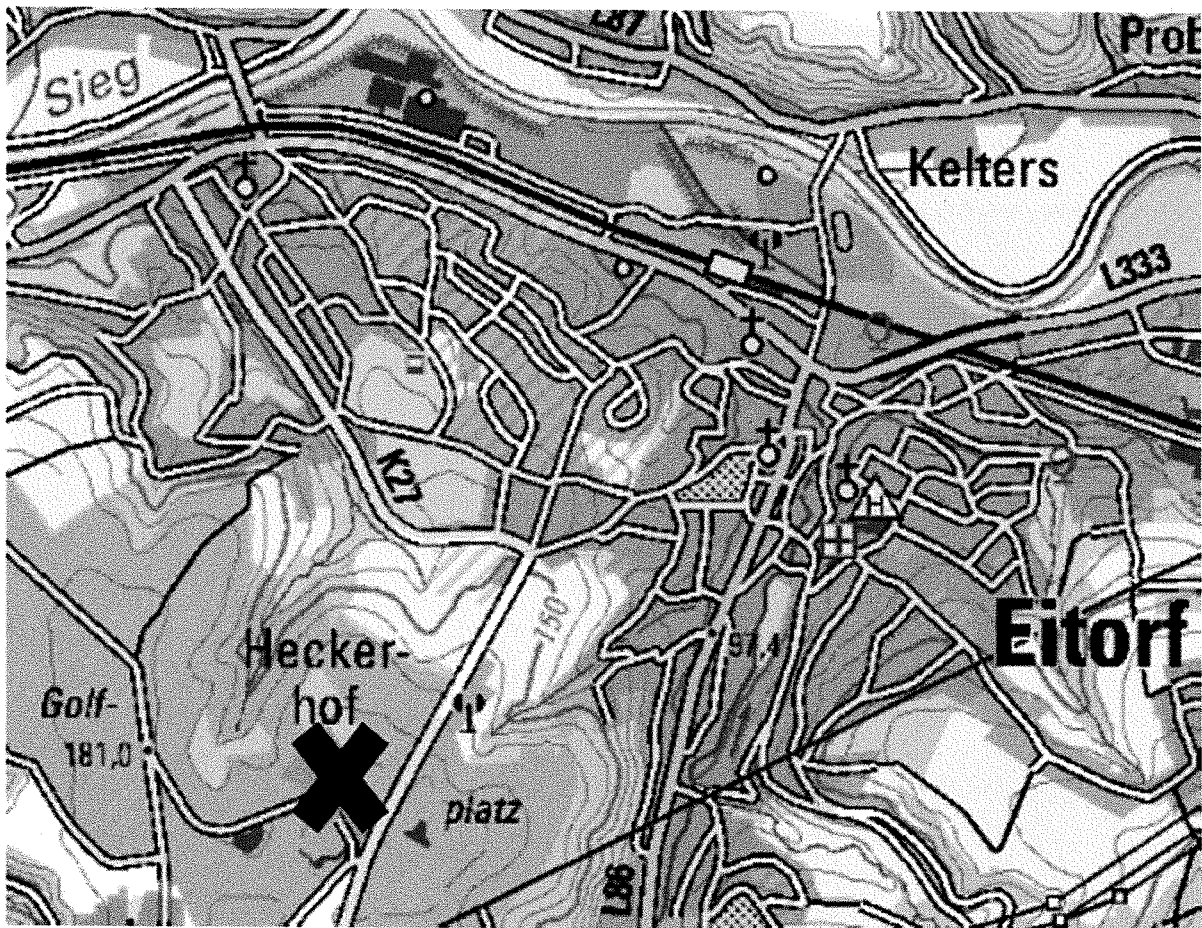 L87
Prob
Sieg
Kelters
L333
K27
150
Eitorf
97,4
Hecker-
hof
Golf-
181,0
platz
L86
H